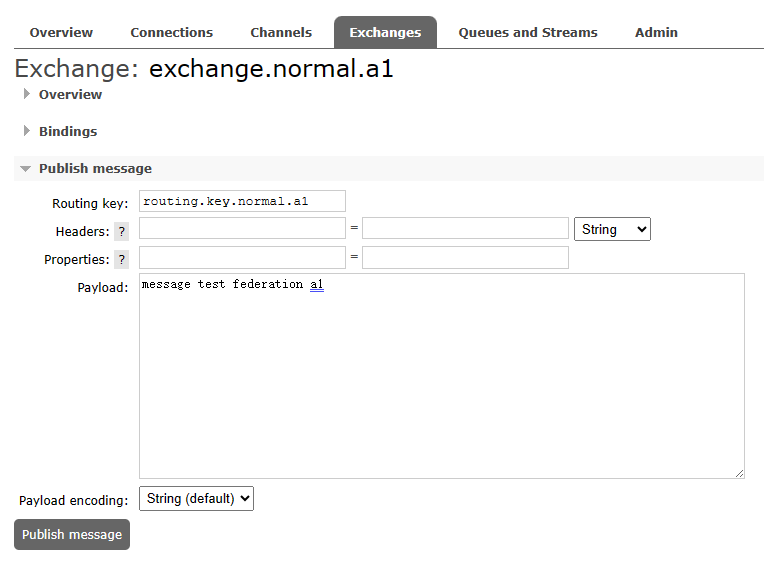 Overview Connections Channels Exchanges Queues and Streams Admin
Exchange: exchange.normal.a1
Overview
Bindings
Publish message
Routing key: routing.key.normal.a1
Headers: ? = String
Properties: ? =
Payload: message test federation a1
Payload encoding: String (default)
Publish message